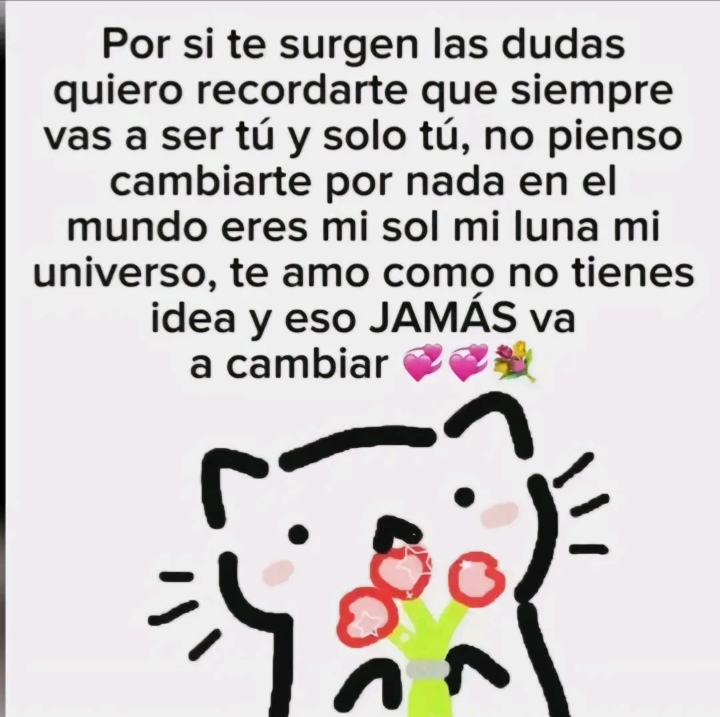 Por si te surgen las dudas
quiero recordarte que siempre
vas a ser tú y solo tú, no pienso
cambiarte por nada en el
mundo eres mi sol mi luna mi
universo, te amo como no tienes
idea y eso JAMÁS va
a cambiar 💞💞💐